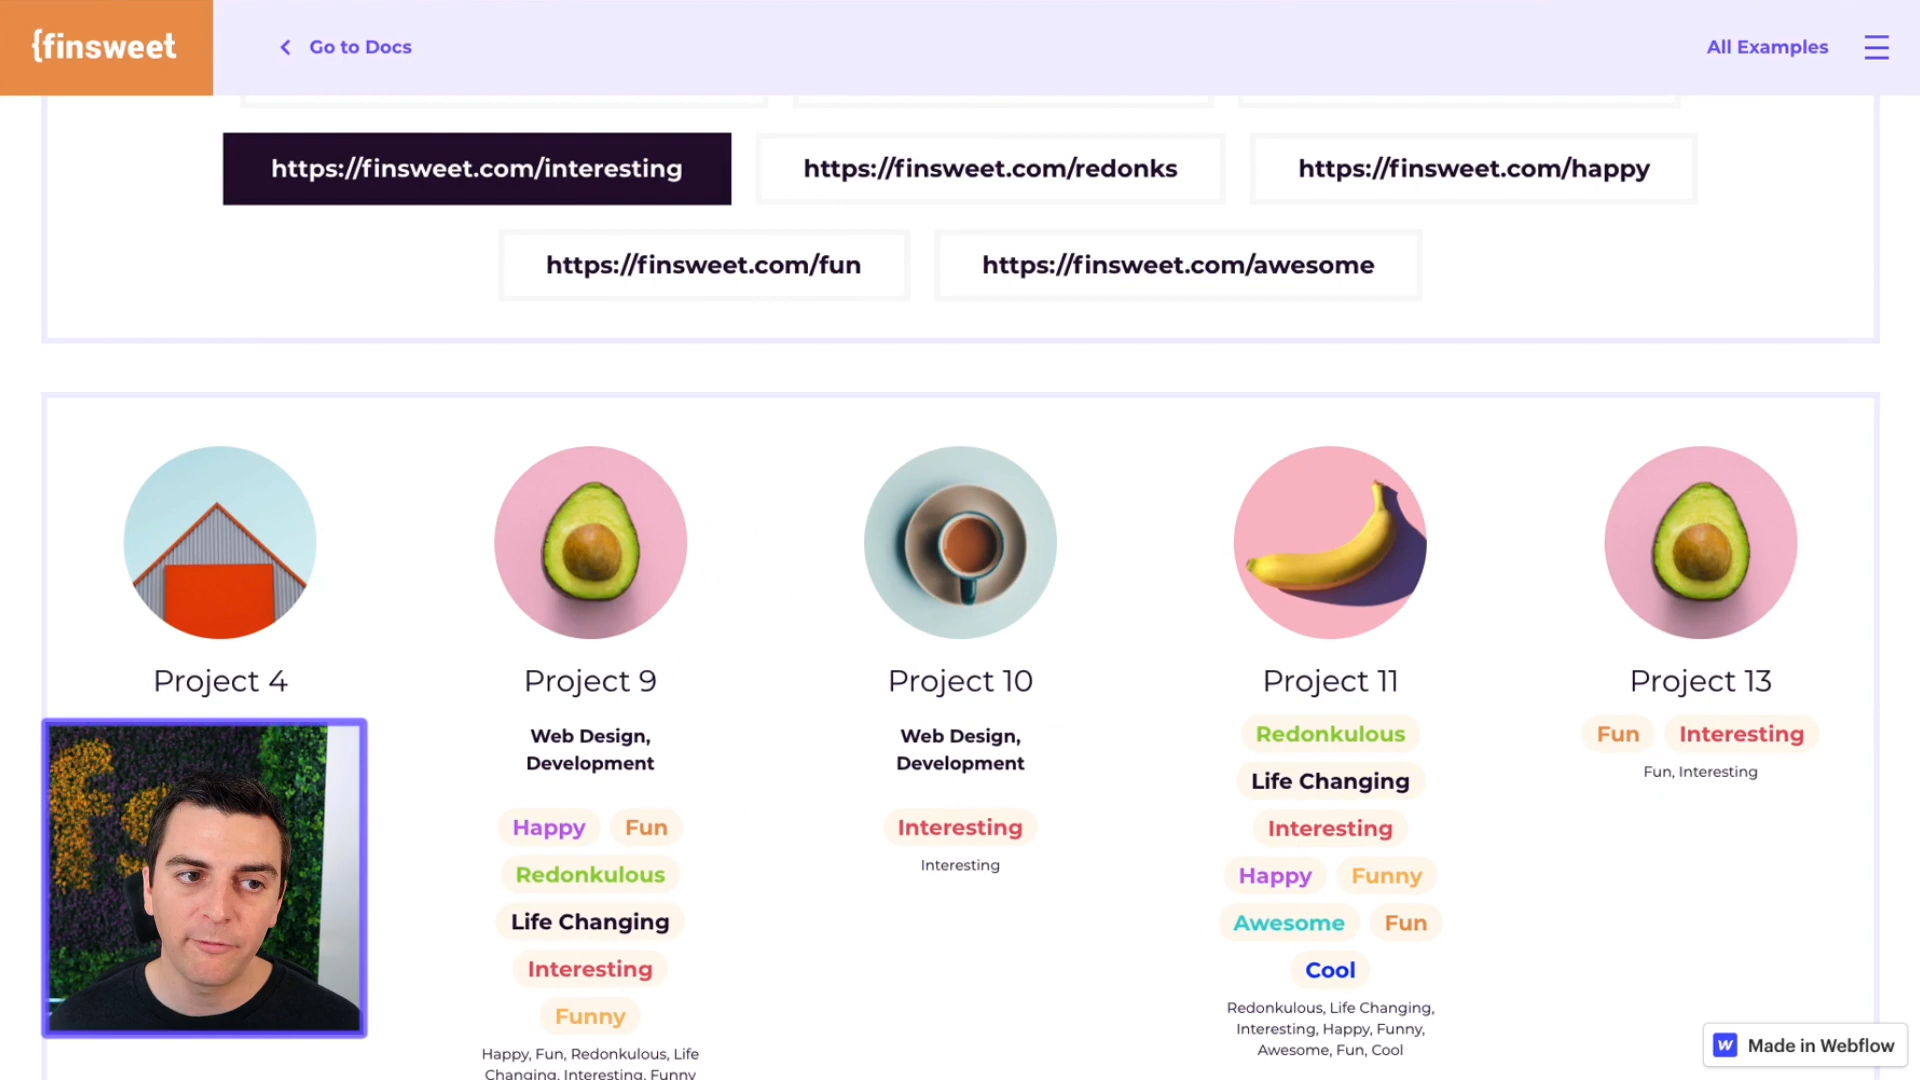 {finsweet
Go to Docs
All Examples
https://finsweet.com/interesting
https://finsweet.com/redonks
https://finsweet.com/happy
https://finsweet.com/fun
https://finsweet.com/awesome
Project 4
Project 9
Web Design,
Development
Happy Fun
Redonkulous
Life Changing
Interesting
Funny
Happy, Fun, Redonkulous, Life
Changing, Interesting, Funny
Project 10
Web Design,
Development
Interesting
Interesting
Project 11
Redonkulous
Life Changing
Interesting
Happy Funny
Awesome Fun
Cool
Redonkulous, Life Changing,
Interesting, Happy, Funny,
Awesome, Fun, Cool
Project 13
Fun Interesting
Fun, Interesting
Made in Webflow